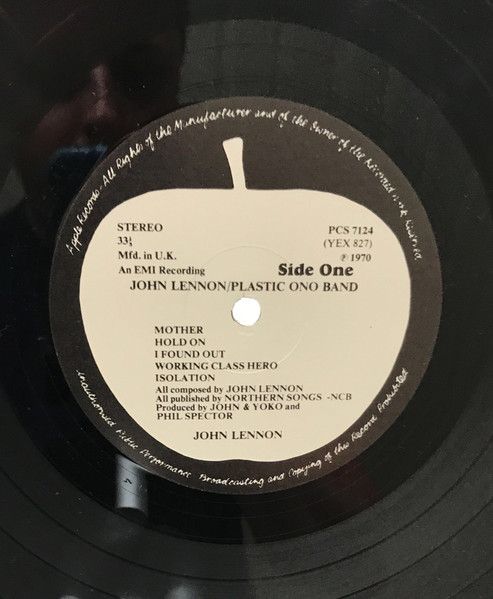 Apple Records · All Rights of the Manufacturer and of the Owner of the Recorded Work Reserved
STEREO
33⅓
Mfd. in U.K.
An EMI Recording
PCS 7124
(YEX 827)
℗ 1970
Side One
JOHN LENNON/PLASTIC ONO BAND
MOTHER
HOLD ON
I FOUND OUT
WORKING CLASS HERO
ISOLATION
All composed by JOHN LENNON
All published by NORTHERN SONGS -NCB
Produced by JOHN & YOKO and
PHIL SPECTOR
JOHN LENNON
Unauthorised Public Performance Broadcasting and Copying of this Record Prohibited